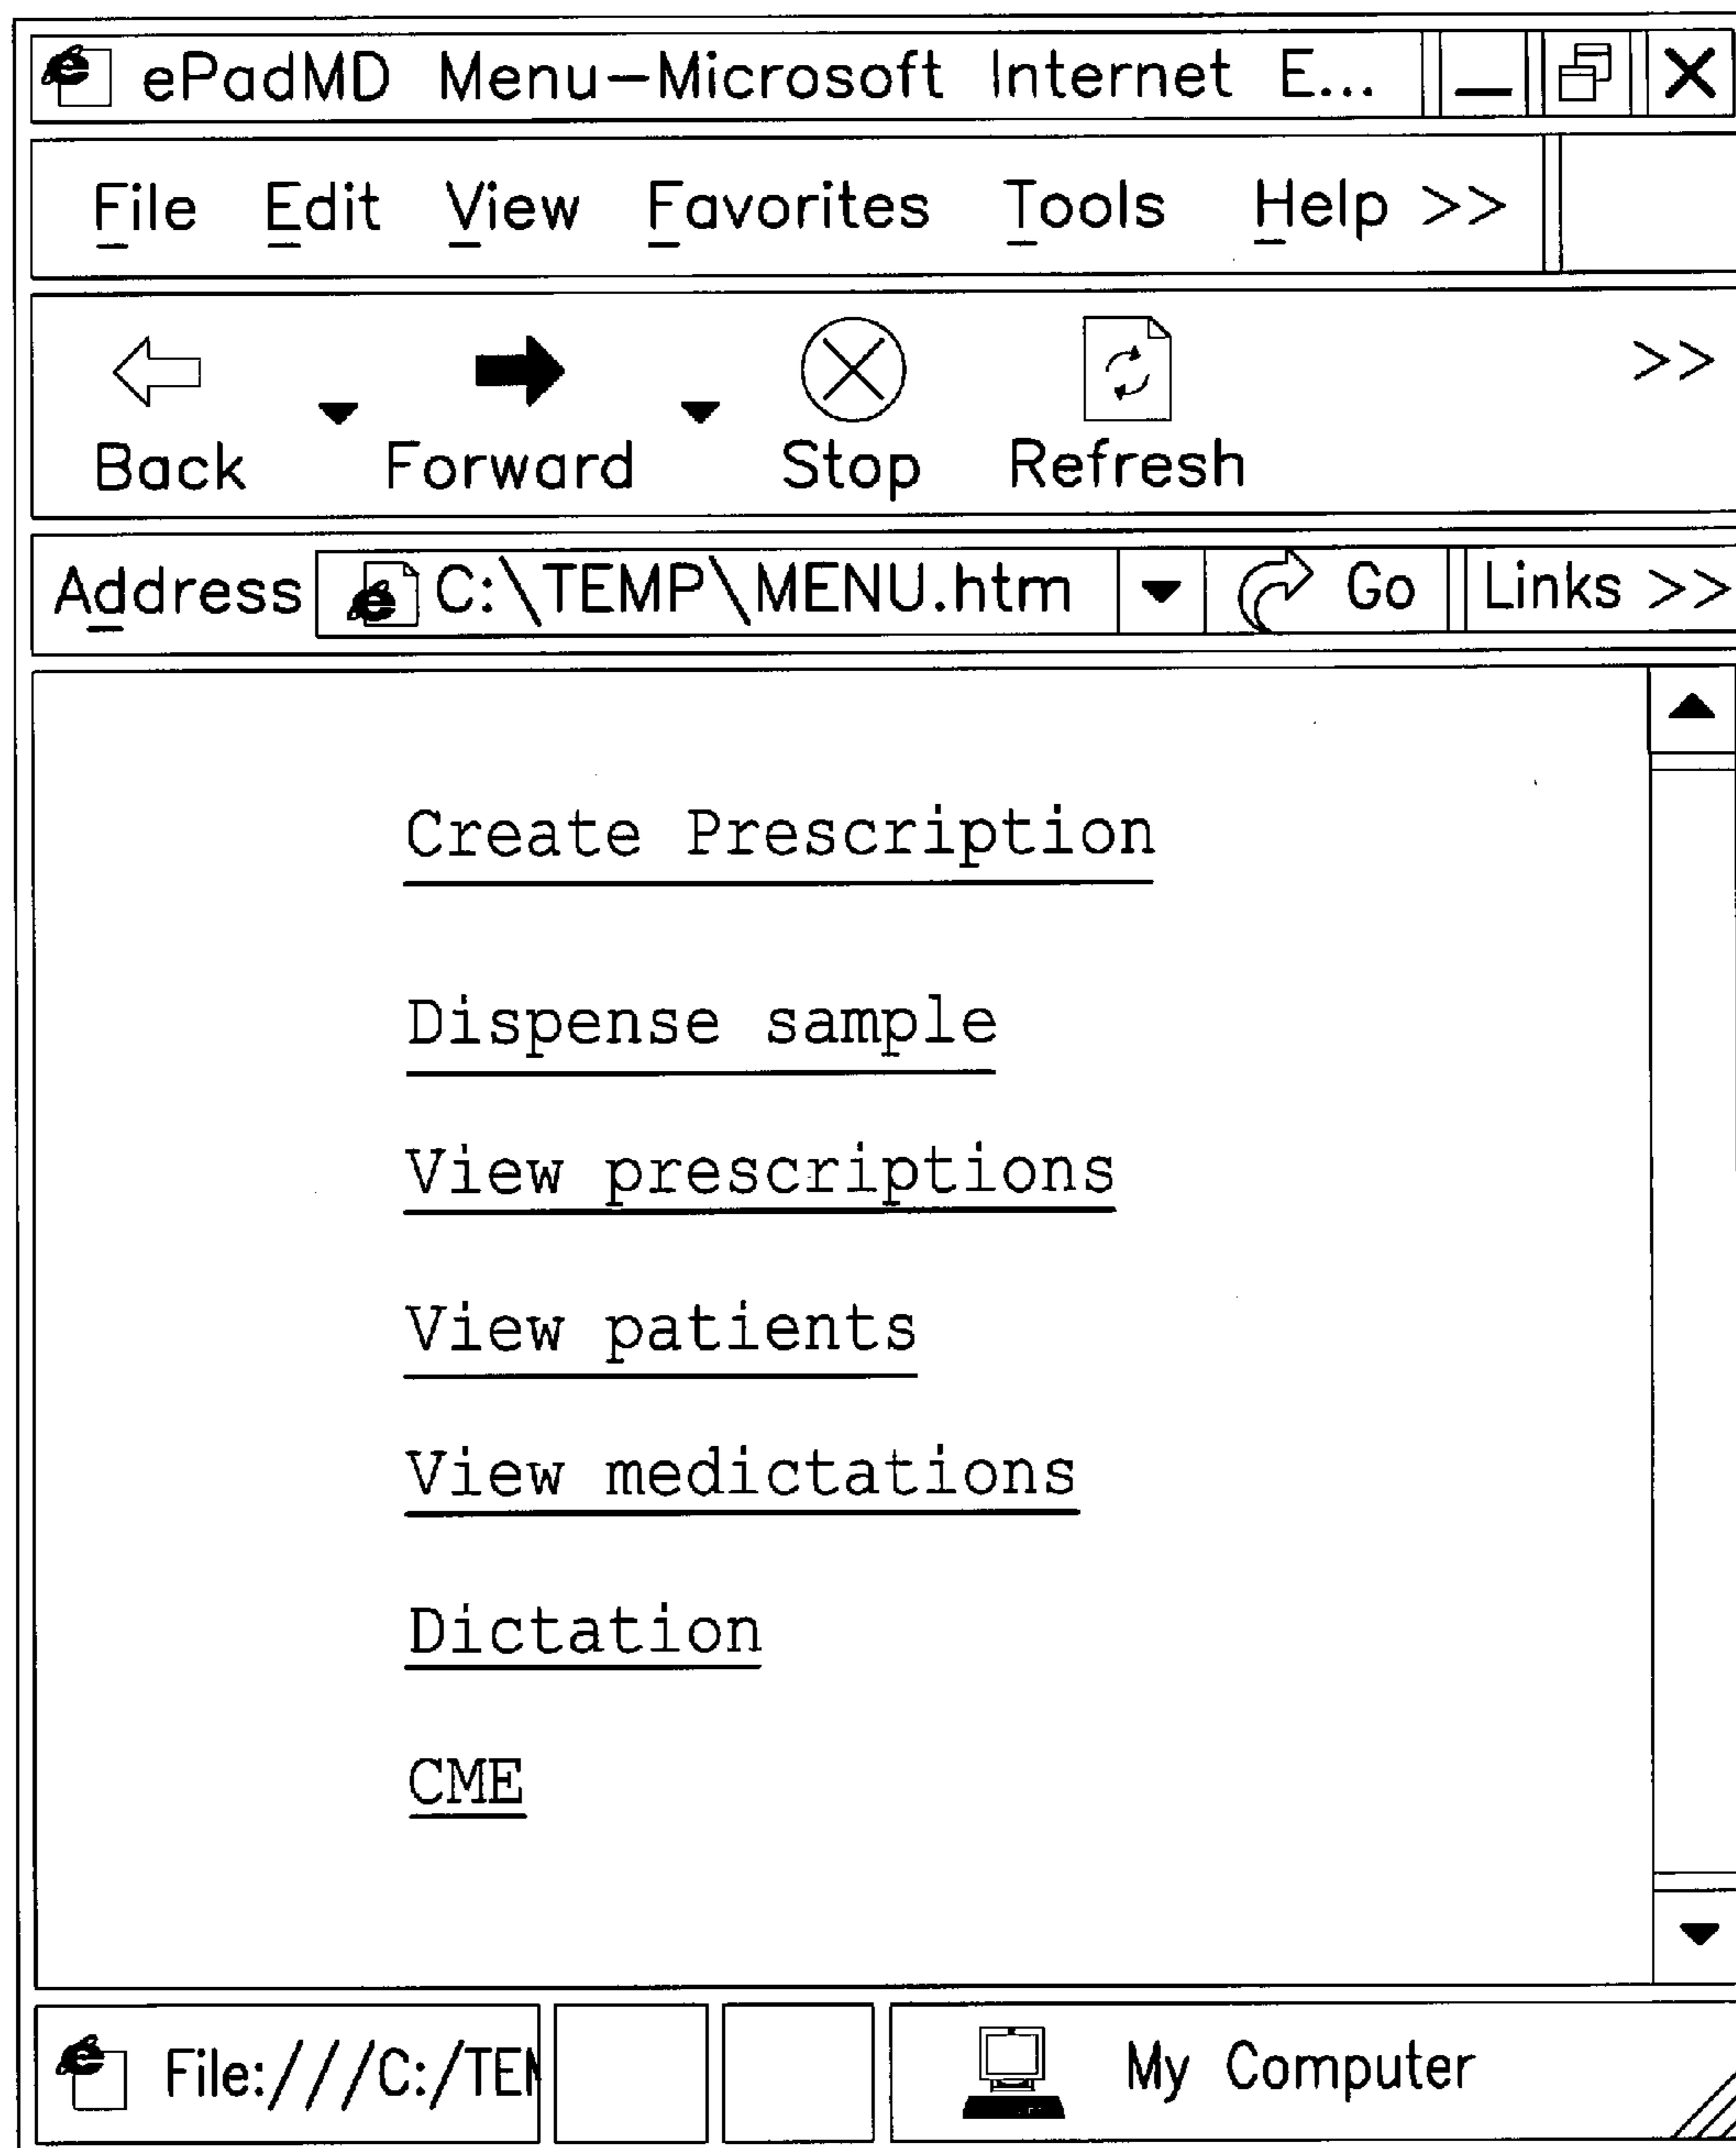 ePadMD Menu—Microsoft Internet E...
File Edit View Favorites Tools Help >>
>>
Back Forward Stop Refresh
Address C:\TEMP\MENU.htm Go Links >>
Create Prescription
Dispense sample
View prescriptions
View patients
View medictations
Dictation
CME
File:///C:/TEM My Computer